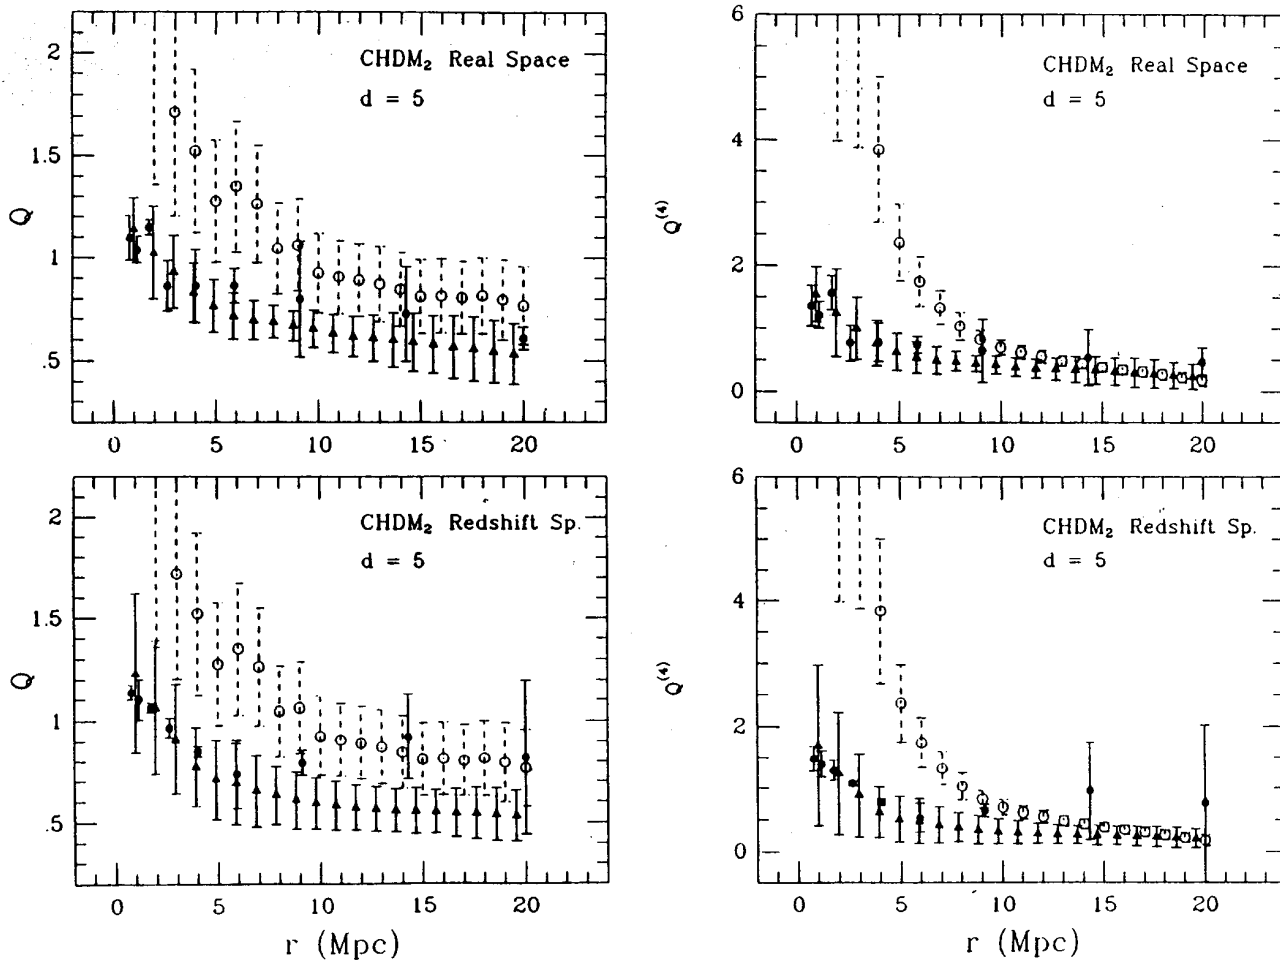 2
1.5
1
.5
Q
CHDM₂ Real Space
d = 5
0
5
10
15
20
6
4
2
0
Q⁽⁴⁾
CHDM₂ Real Space
d = 5
0
5
10
15
20
2
1.5
1
.5
Q
CHDM₂ Redshift Sp.
d = 5
0
5
10
15
20
r (Mpc)
6
4
2
0
Q⁽⁴⁾
CHDM₂ Redshift Sp.
d = 5
0
5
10
15
20
r (Mpc)